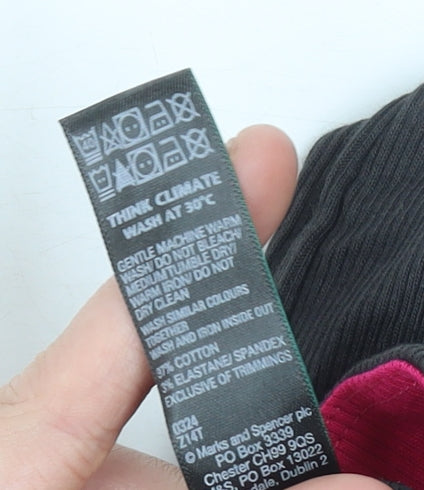 40
THINK CLIMATE
WASH AT 30°C
GENTLE MACHINE WARM
WASH/ DO NOT BLEACH/
MEDIUM TUMBLE DRY/
WARM IRON/ DO NOT
DRY CLEAN
WASH SIMILAR COLOURS
TOGETHER
WASH AND IRON INSIDE OUT
97% COTTON
3% ELASTANE/ SPANDEX
EXCLUSIVE OF TRIMMINGS
0324
Z14T
© Marks and Spencer plc
PO Box 3339
Chester CH99 9QS
PO Box 13022
Dublin 2